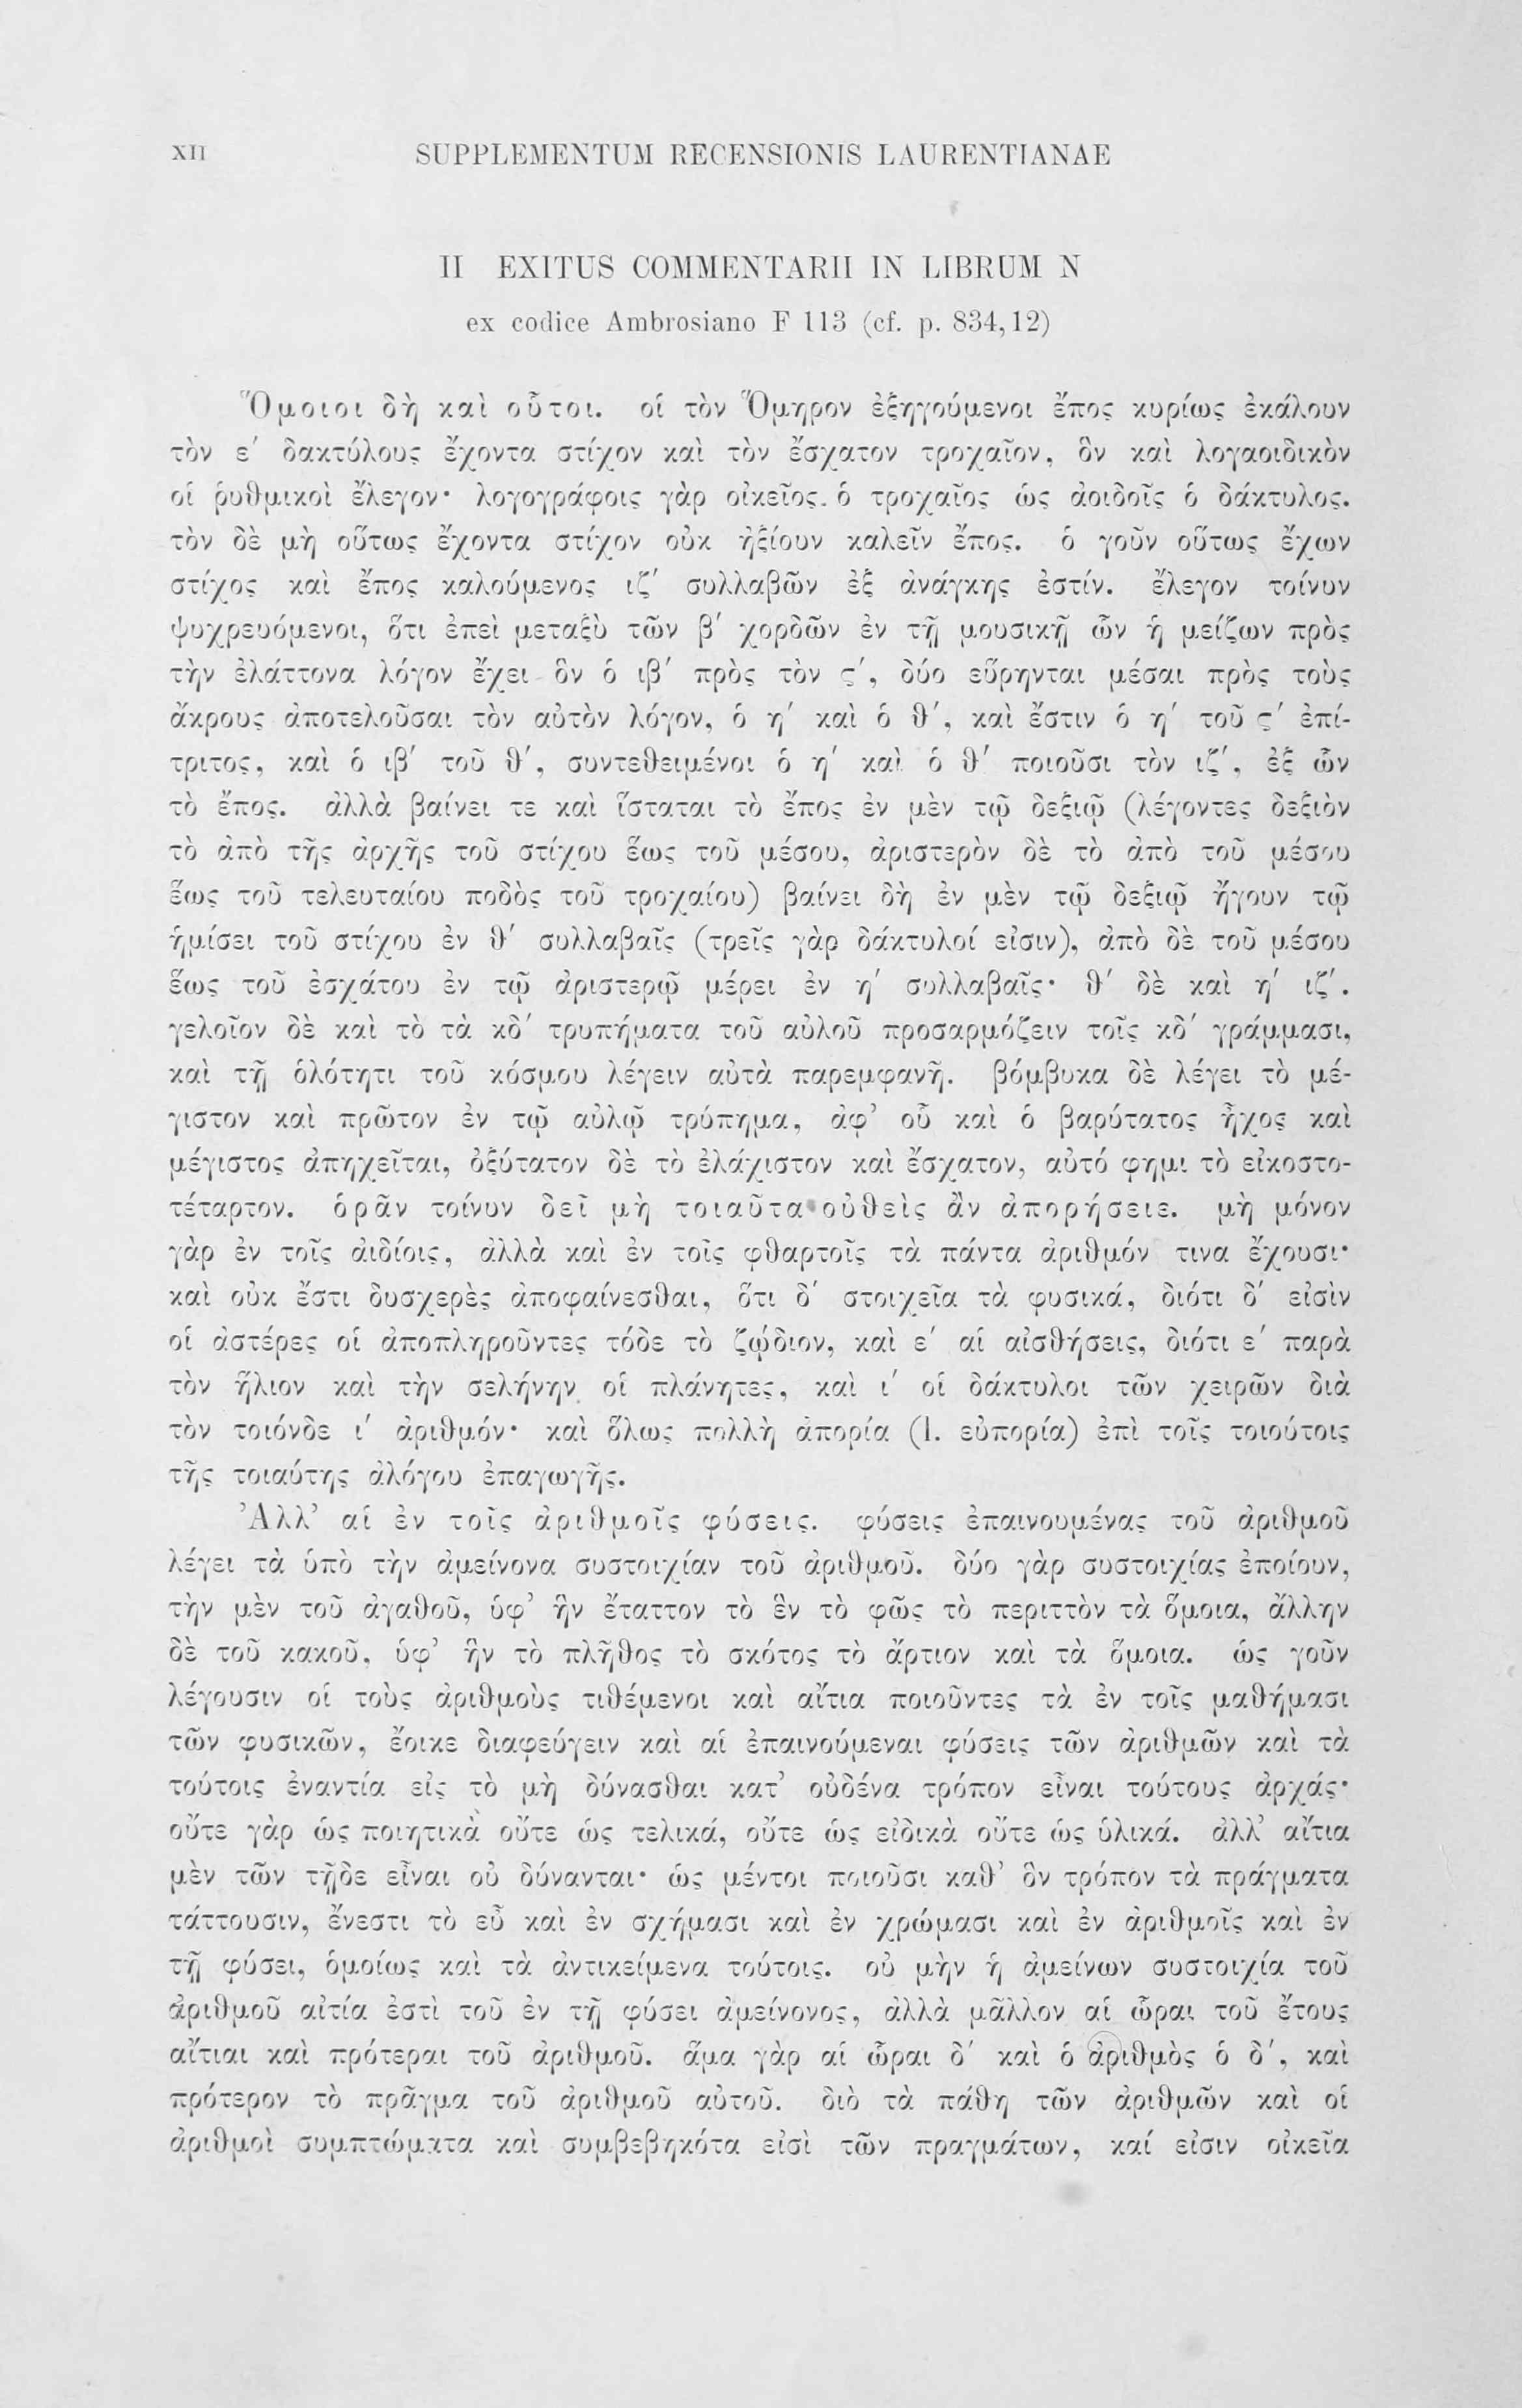 XII
SUPPLEMENTUM RECENSIONIS LAURENTIANAE
II EXITUS COMMENTARII IN LIBRUM N
ex codice Ambrosiano F 113 (cf. p. 834,12)
Ὅμοιοι δὴ καὶ οὗτοι. οἱ τὸν Ὅμηρον ἐξηγούμενοι ἔπος κυρίως ἐκάλουν
τὸν ε΄ δακτύλους ἔχοντα στίχον καὶ τὸν ἔσχατον τροχαῖον, ὃν καὶ λογαοιδικὸν
οἱ ῥυθμικοὶ ἔλεγον· λογογράφοις γὰρ οἰκεῖος ὁ τροχαῖος ὡς ἀοιδοῖς ὁ δάκτυλος.
τὸν δὲ μὴ οὕτως ἔχοντα στίχον οὐκ ἠξίουν καλεῖν ἔπος. ὁ γοῦν οὕτως ἔχων
στίχος καὶ ἔπος καλούμενος ιζ΄ συλλαβῶν ἐξ ἀνάγκης ἐστίν. ἔλεγον τοίνυν
ψυχρευόμενοι, ὅτι ἐπεὶ μεταξὺ τῶν β΄ χορδῶν ἐν τῇ μουσικῇ ὧν ἡ μείζων πρὸς
τὴν ἐλάττονα λόγον ἔχει ὃν ὁ ιβ΄ πρὸς τὸν ϛ΄, δύο εὕρηνται μέσαι πρὸς τοὺς
ἄκρους ἀποτελοῦσαι τὸν αὐτὸν λόγον, ὁ η΄ καὶ ὁ θ΄, καὶ ἔστιν ὁ η΄ τοῦ ϛ΄ ἐπί-
τριτος, καὶ ὁ ιβ΄ τοῦ θ΄, συντεθειμένοι ὁ η΄ καὶ ὁ θ΄ ποιοῦσι τὸν ιζ΄, ἐξ ὧν
τὸ ἔπος. ἀλλὰ βαίνει τε καὶ ἵσταται τὸ ἔπος ἐν μὲν τῷ δεξιῷ (λέγοντες δεξιὸν
τὸ ἀπὸ τῆς ἀρχῆς τοῦ στίχου ἕως τοῦ μέσου, ἀριστερὸν δὲ τὸ ἀπὸ τοῦ μέσου
ἕως τοῦ τελευταίου ποδὸς τοῦ τροχαίου) βαίνει δὴ ἐν μὲν τῷ δεξιῷ ἤγουν τῷ
ἡμίσει τοῦ στίχου ἐν θ΄ συλλαβαῖς (τρεῖς γὰρ δάκτυλοί εἰσιν), ἀπὸ δὲ τοῦ μέσου
ἕως τοῦ ἐσχάτου ἐν τῷ ἀριστερῷ μέρει ἐν η΄ συλλαβαῖς· θ΄ δὲ καὶ η΄ ιζ΄.
γελοῖον δὲ καὶ τὸ τὰ κδ΄ τρυπήματα τοῦ αὐλοῦ προσαρμόζειν τοῖς κδ΄ γράμμασι,
καὶ τῇ ὁλότητι τοῦ κόσμου λέγειν αὐτὰ παρεμφανῆ. βόμβυκα δὲ λέγει τὸ μέ-
γιστον καὶ πρῶτον ἐν τῷ αὐλῷ τρύπημα, ἀφ’ οὗ καὶ ὁ βαρύτατος ἦχος καὶ
μέγιστος ἀπηχεῖται, ὀξύτατον δὲ τὸ ἐλάχιστον καὶ ἔσχατον, αὐτό φημι τὸ εἰκοστο-
τέταρτον. ὁρᾶν τοίνυν δεῖ μὴ τοιαῦτα οὐθεὶς ἂν ἀπορήσειε. μὴ μόνον
γὰρ ἐν τοῖς ἀιδίοις, ἀλλὰ καὶ ἐν τοῖς φθαρτοῖς τὰ πάντα ἀριθμόν τινα ἔχουσι·
καὶ οὐκ ἔστι δυσχερὲς ἀποφαίνεσθαι, ὅτι δ΄ στοιχεῖα τὰ φυσικά, διότι δ΄ εἰσὶν
οἱ ἀστέρες οἱ ἀποπληροῦντες τόδε τὸ ζῴδιον, καὶ ε΄ αἱ αἰσθήσεις, διότι ε΄ παρὰ
τὸν ἥλιον καὶ τὴν σελήνην οἱ πλάνητες, καὶ ι΄ οἱ δάκτυλοι τῶν χειρῶν διὰ
τὸν τοιόνδε ι΄ ἀριθμόν· καὶ ὅλως πολλὴ ἀπορία (l. εὐπορία) ἐπὶ τοῖς τοιούτοις
τῆς τοιαύτης ἀλόγου ἐπαγωγῆς.
Ἀλλ’ αἱ ἐν τοῖς ἀριθμοῖς φύσεις. φύσεις ἐπαινουμένας τοῦ ἀριθμοῦ
λέγει τὰ ὑπὸ τὴν ἀμείνονα συστοιχίαν τοῦ ἀριθμοῦ. δύο γὰρ συστοιχίας ἐποίουν,
τὴν μὲν τοῦ ἀγαθοῦ, ὑφ’ ἣν ἔταττον τὸ ἓν τὸ φῶς τὸ περιττὸν τὰ ὅμοια, ἄλλην
δὲ τοῦ κακοῦ, ὑφ’ ἣν τὸ πλῆθος τὸ σκότος τὸ ἄρτιον καὶ τὰ ὅμοια. ὡς γοῦν
λέγουσιν οἱ τοὺς ἀριθμοὺς τιθέμενοι καὶ αἴτια ποιοῦντες τὰ ἐν τοῖς μαθήμασι
τῶν φυσικῶν, ἔοικε διαφεύγειν καὶ αἱ ἐπαινούμεναι φύσεις τῶν ἀριθμῶν καὶ τὰ
τούτοις ἐναντία εἰς τὸ μὴ δύνασθαι κατ’ οὐδένα τρόπον εἶναι τούτους ἀρχάς·
οὔτε γὰρ ὡς ποιητικὰ οὔτε ὡς τελικά, οὔτε ὡς εἰδικὰ οὔτε ὡς ὑλικά. ἀλλ’ αἴτια
μὲν τῶν τῇδε εἶναι οὐ δύνανται· ὡς μέντοι ποιοῦσι καθ’ ὃν τρόπον τὰ πράγματα
τάττουσιν, ἔνεστι τὸ εὖ καὶ ἐν σχήμασι καὶ ἐν χρώμασι καὶ ἐν ἀριθμοῖς καὶ ἐν
τῇ φύσει, ὁμοίως καὶ τὰ ἀντικείμενα τούτοις. οὐ μὴν ἡ ἀμείνων συστοιχία τοῦ
ἀριθμοῦ αἰτία ἐστὶ τοῦ ἐν τῇ φύσει ἀμείνονος, ἀλλὰ μᾶλλον αἱ ὧραι τοῦ ἔτους
αἴτιαι καὶ πρότεραι τοῦ ἀριθμοῦ. ἅμα γὰρ αἱ ὧραι δ΄ καὶ ὁ ἀριθμὸς ὁ δ΄, καὶ
πρότερον τὸ πρᾶγμα τοῦ ἀριθμοῦ αὐτοῦ. διὸ τὰ πάθη τῶν ἀριθμῶν καὶ οἱ
ἀριθμοὶ συμπτώματα καὶ συμβεβηκότα εἰσὶ τῶν πραγμάτων, καί εἰσιν οἰκεῖα